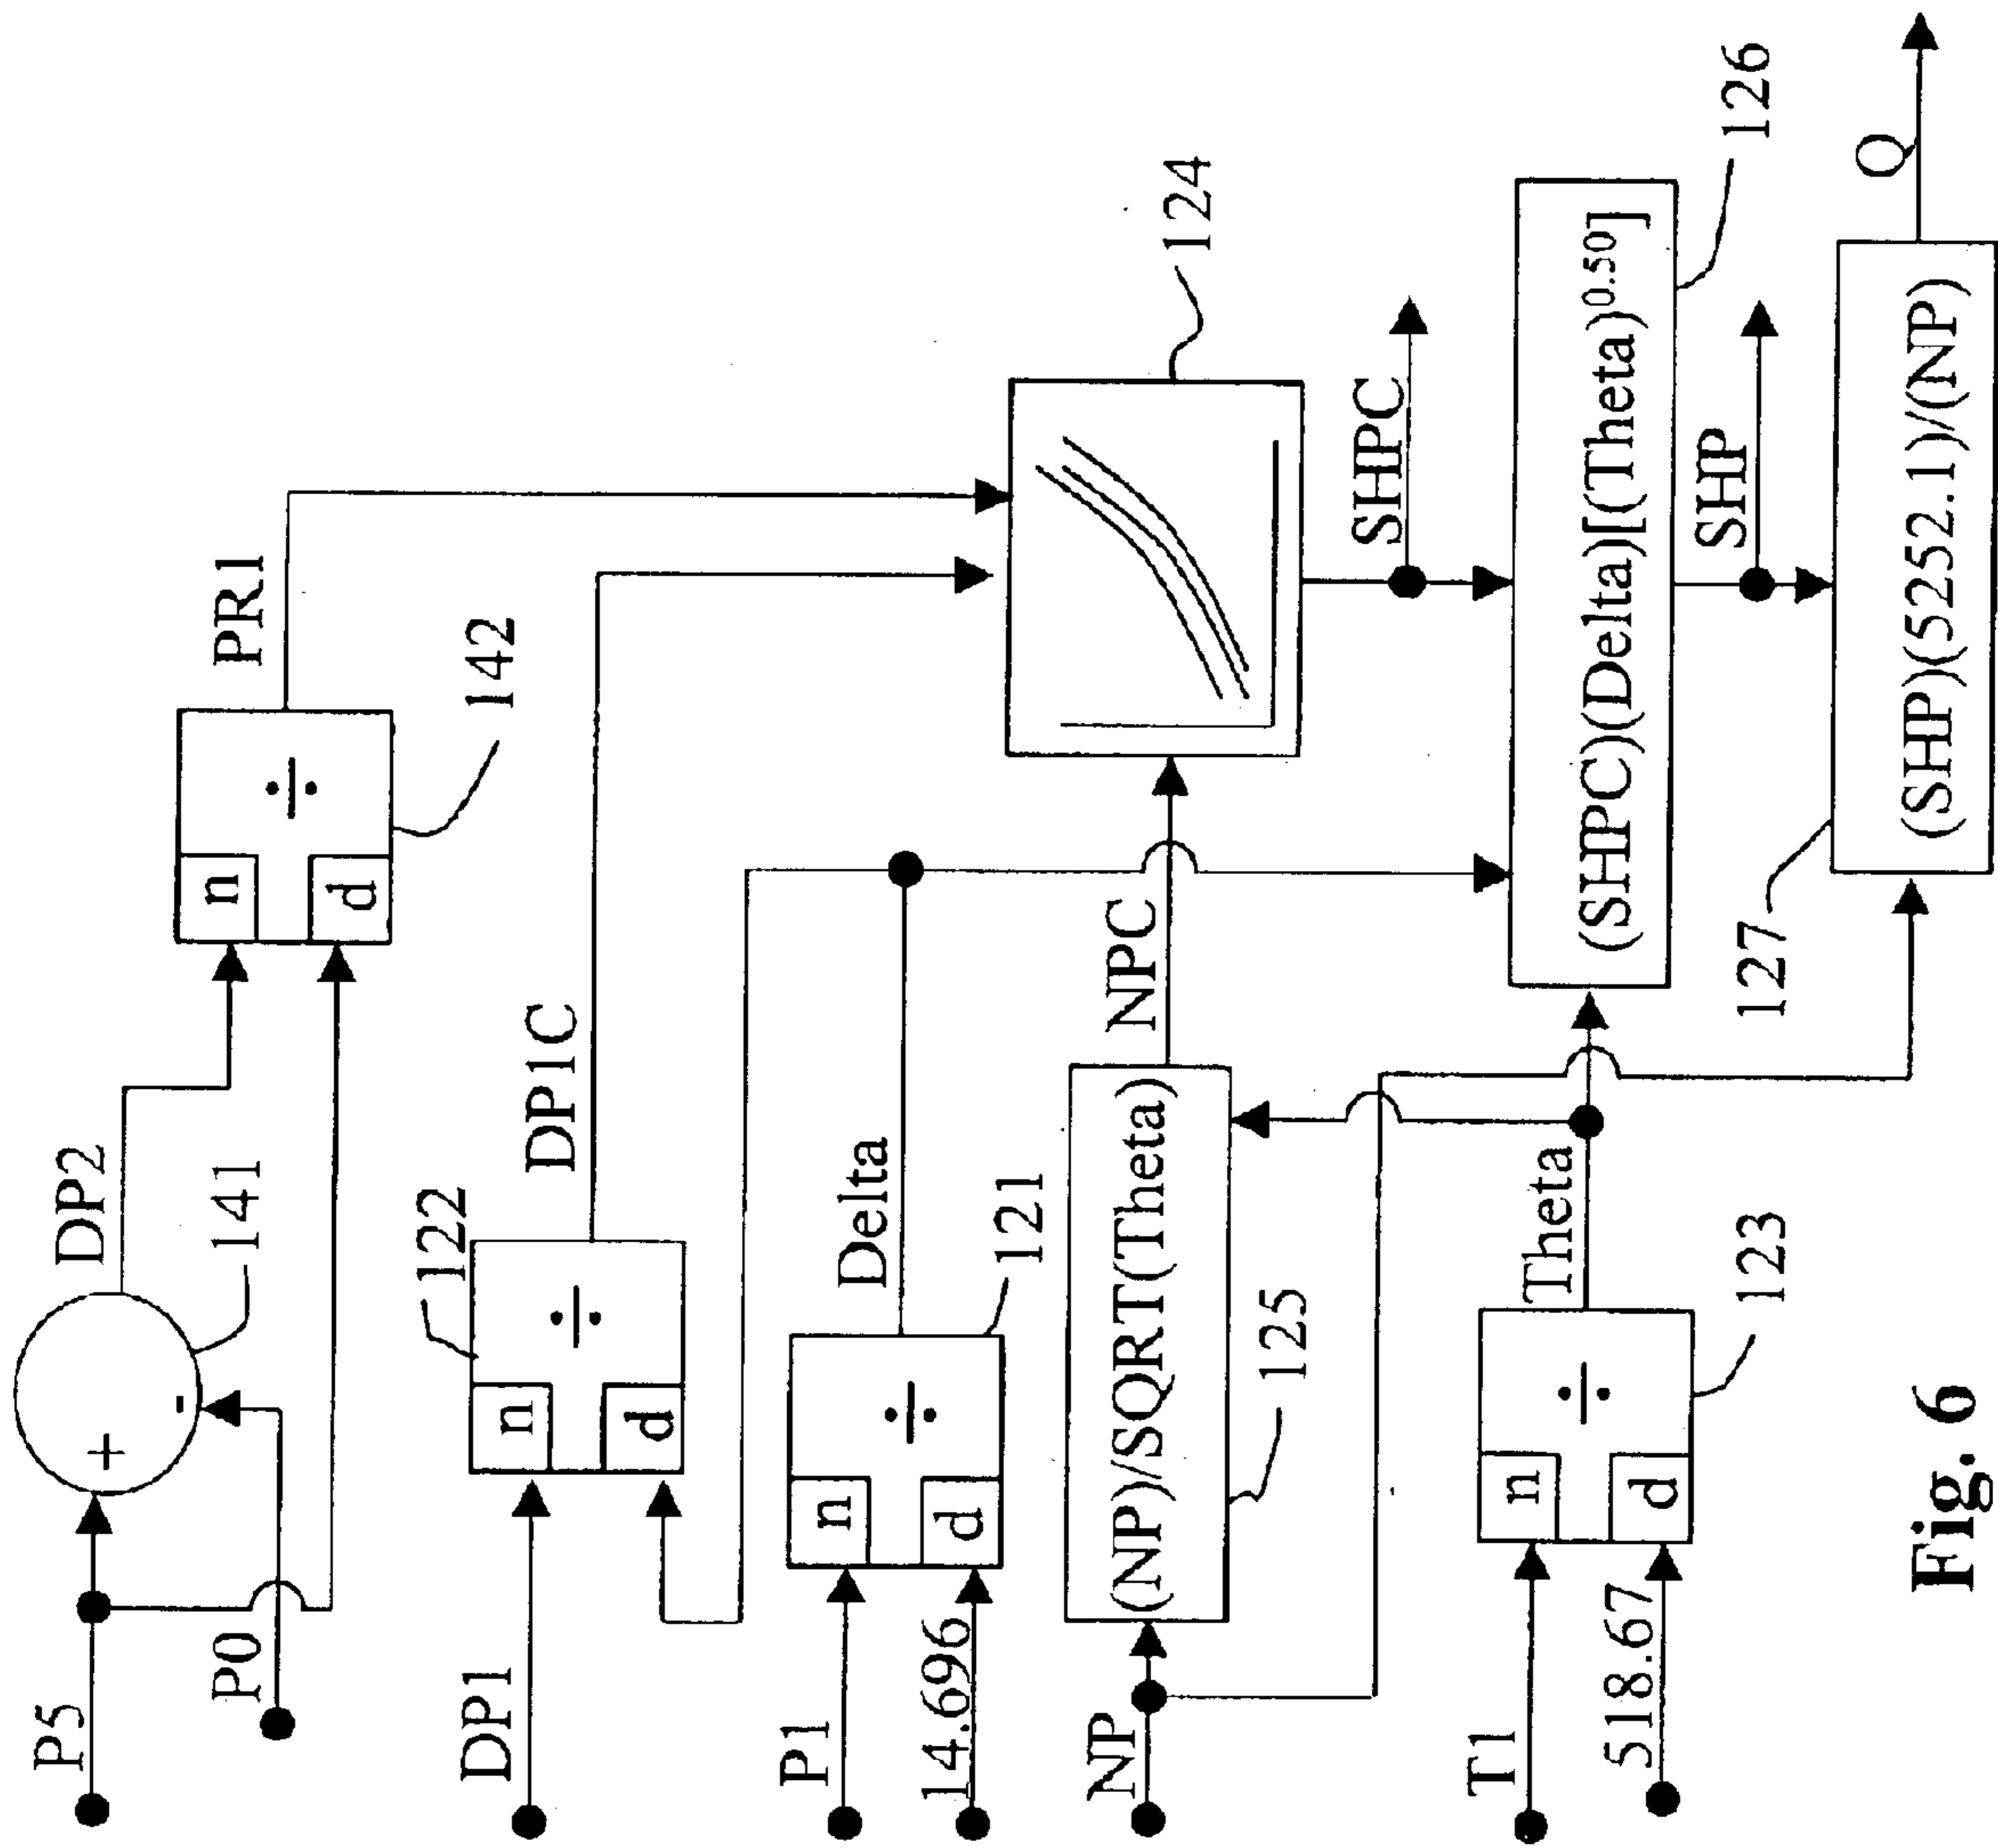 P5
P0
+
-
141
DP2
n
d
÷
142
PR1
DP1
n
d
÷
122
DP1C
P1
14.696
n
d
÷
121
Delta
NP
(NP)/SQRT(Theta)
125
NPC
124
SHPC
T1
518.67
n
d
÷
123
Theta
(SHPC)(Delta)[(Theta)^0.50]
126
SHP
127
(SHP)(5252.1)/(NP)
Q
Fig. 6